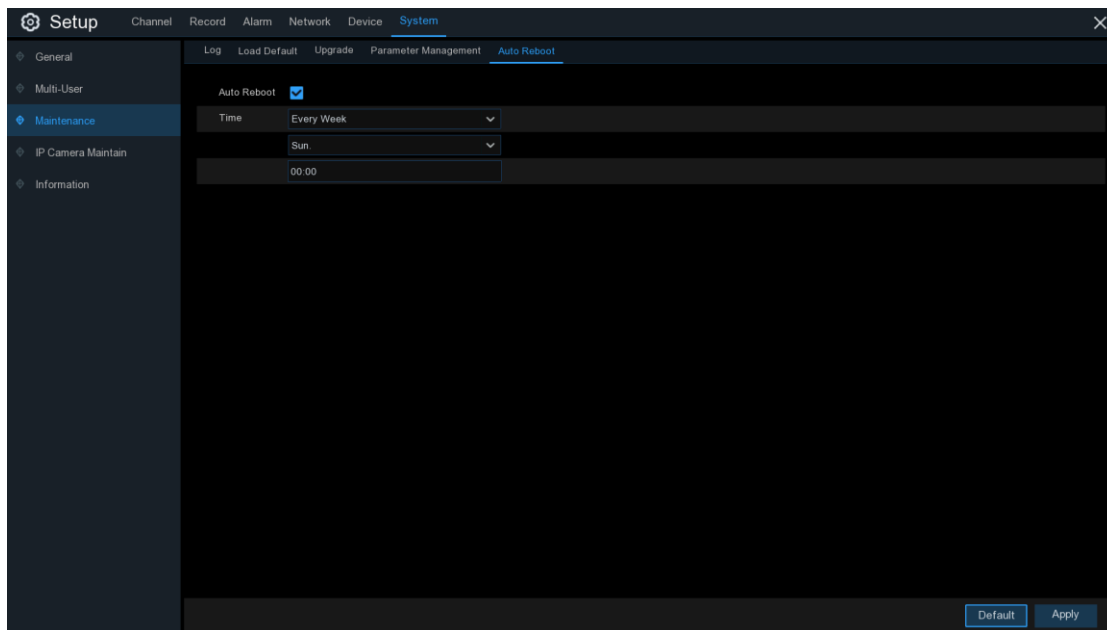 Setup Channel Record Alarm Network Device System
General
Multi-User
Maintenance
IP Camera Maintain
Information
Log Load Default Upgrade Parameter Management Auto Reboot
Auto Reboot
Time Every Week
Sun.
00:00
Default Apply